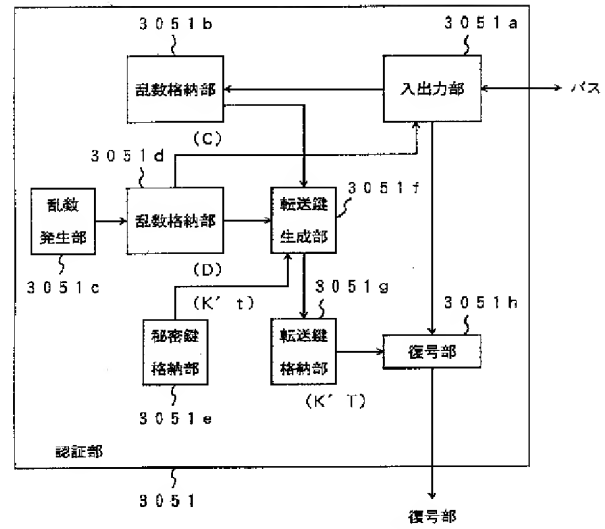 3051b
3051a
乱数格納部
入出力部
バス
(C)
3051d
3051f
乱数
発生部
乱数格納部
転送鍵
生成部
3051c
(D)
(K't)
3051g
3051h
秘密鍵
格納部
転送鍵
格納部
復号部
3051e
(K'T)
認証部
3051
復号部